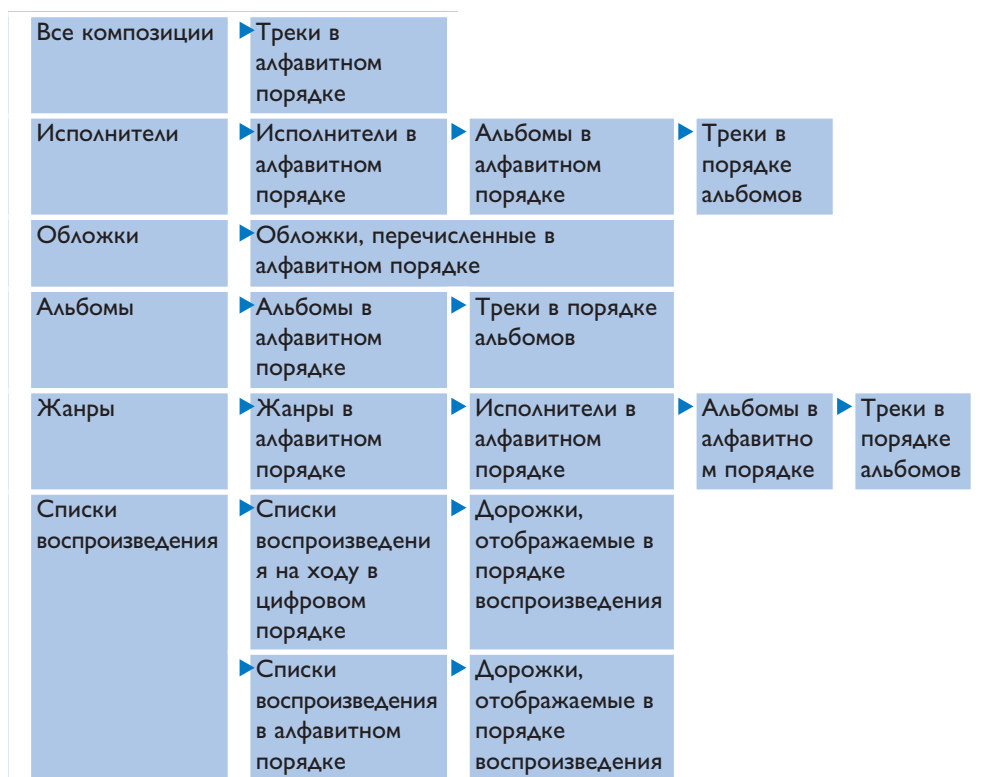 Все композиции
Треки в
алфавитном
порядке
Исполнители
Исполнители в
алфавитном
порядке
Альбомы в
алфавитном
порядке
Треки в
порядке
альбомов
Обложки
Обложки, перечисленные в
алфавитном порядке
Альбомы
Альбомы в
алфавитном
порядке
Треки в порядке
альбомов
Жанры
Жанры в
алфавитном
порядке
Исполнители в
алфавитном
порядке
Альбомы в
алфавитно
м порядке
Треки в
порядке
альбомов
Списки
воспроизведения
Списки
воспроизведени
я на ходу в
цифровом
порядке
Дорожки,
отображаемые в
порядке
воспроизведения
Списки
воспроизведения
в алфавитном
порядке
Дорожки,
отображаемые в
порядке
воспроизведения